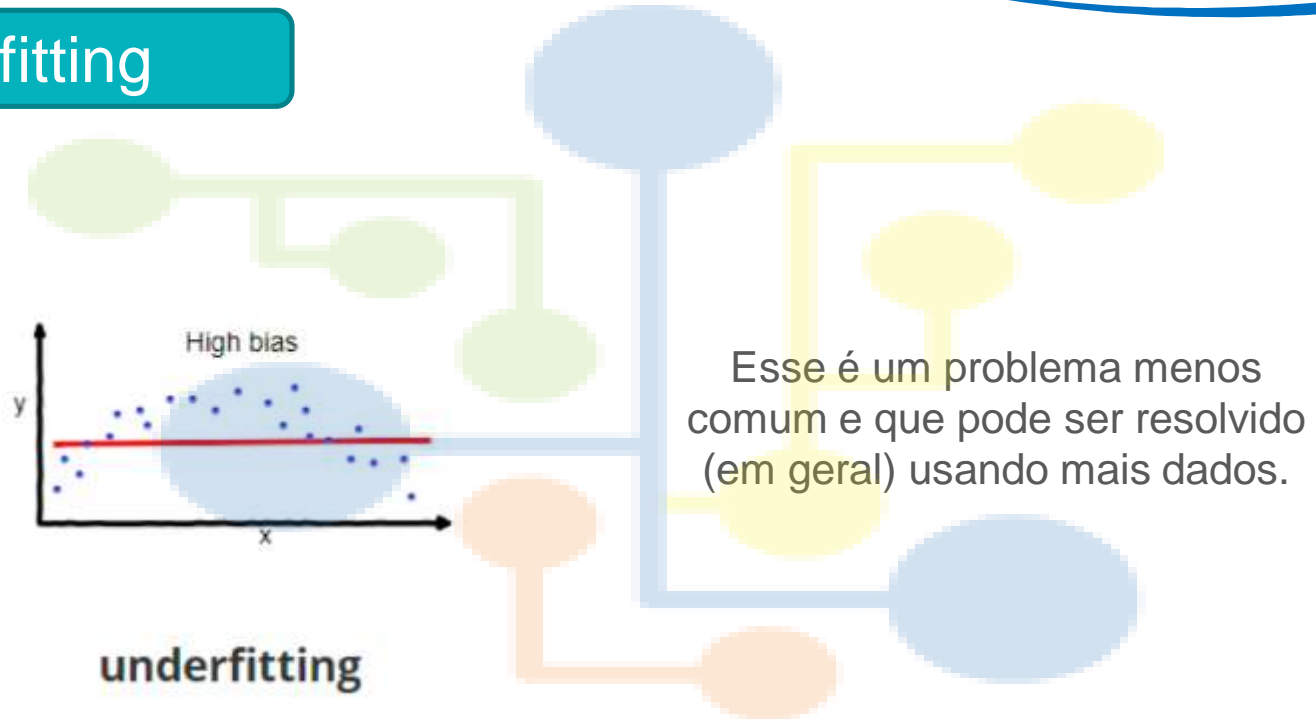 fitting
High bias
y
x
underfitting
Esse é um problema menos
comum e que pode ser resolvido
(em geral) usando mais dados.